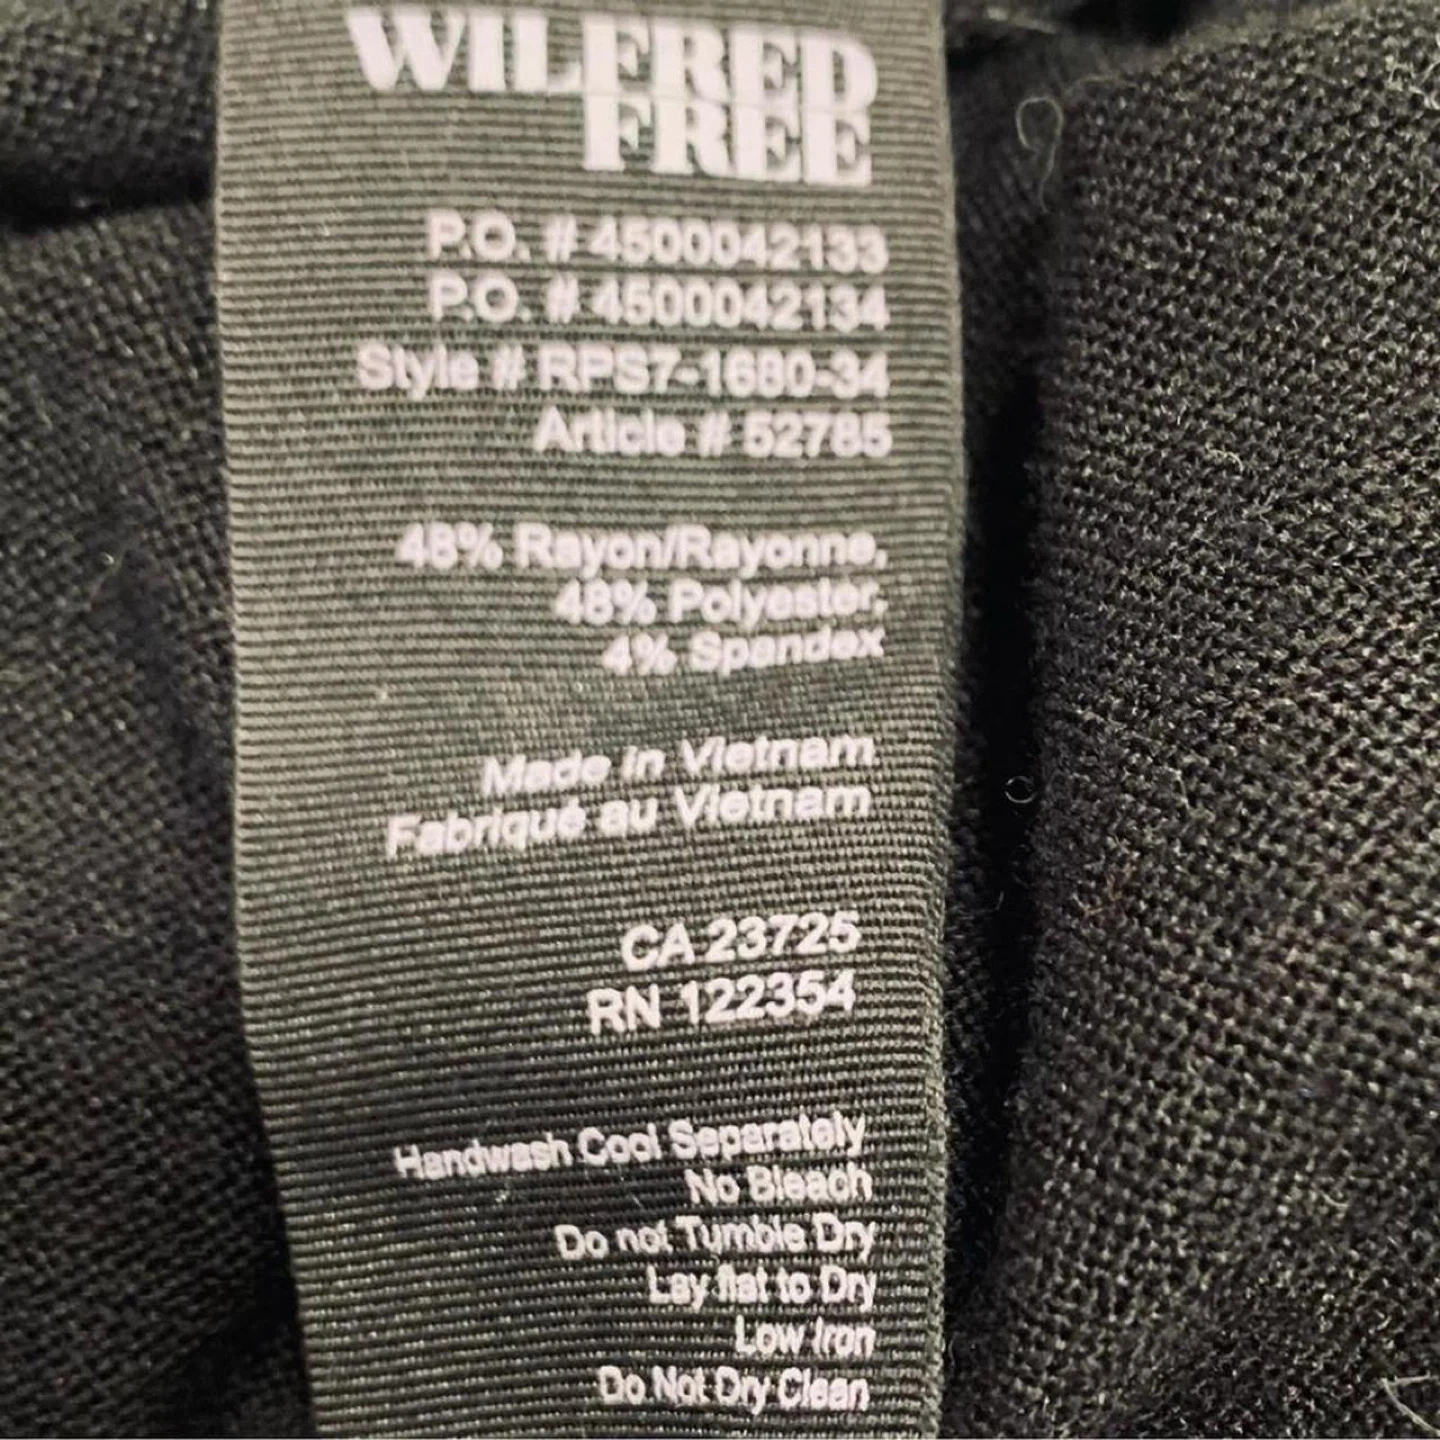 WILFRED
FREE
P.O. # 4500042133
P.O. # 4500042134
Style # RPS7-1680-34
Article # 52785
48% Rayon/Rayonne,
48% Polyester,
4% Spandex
Made in Vietnam
Fabriqué au Vietnam
CA 23725
RN 122354
Handwash Cool Separately
No Bleach
Do not Tumble Dry
Lay flat to Dry
Low Iron
Do Not Dry Clean